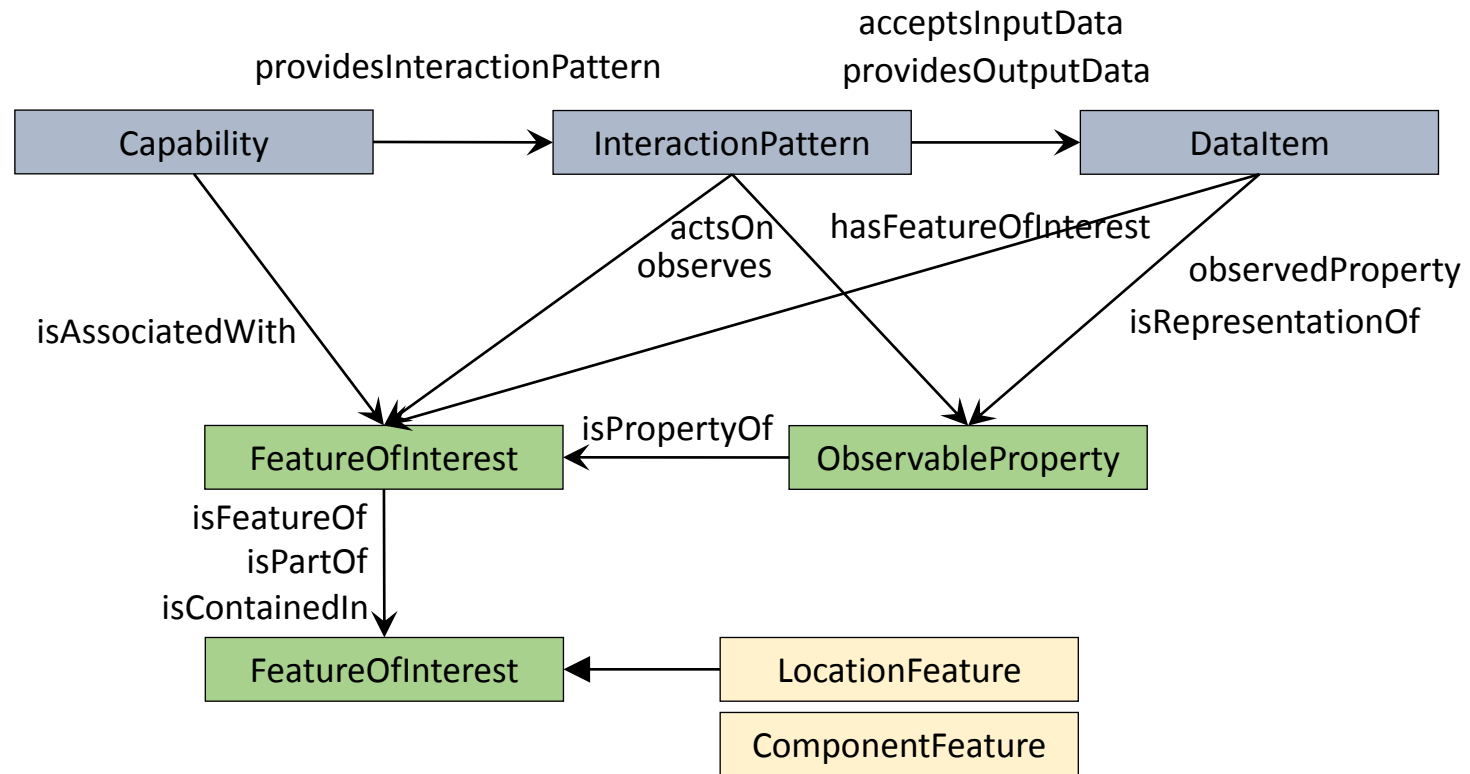 acceptsInputData
providesInteractionPattern
providesOutputData
Capability
InteractionPattern
DataItem
actsOn
hasFeatureOfInterest
observes
observedProperty
isAssociatedWith
isRepresentationOf
isPropertyOf
FeatureOfInterest
ObservableProperty
isFeatureOf
isPartOf
isContainedIn
FeatureOfInterest
LocationFeature
ComponentFeature